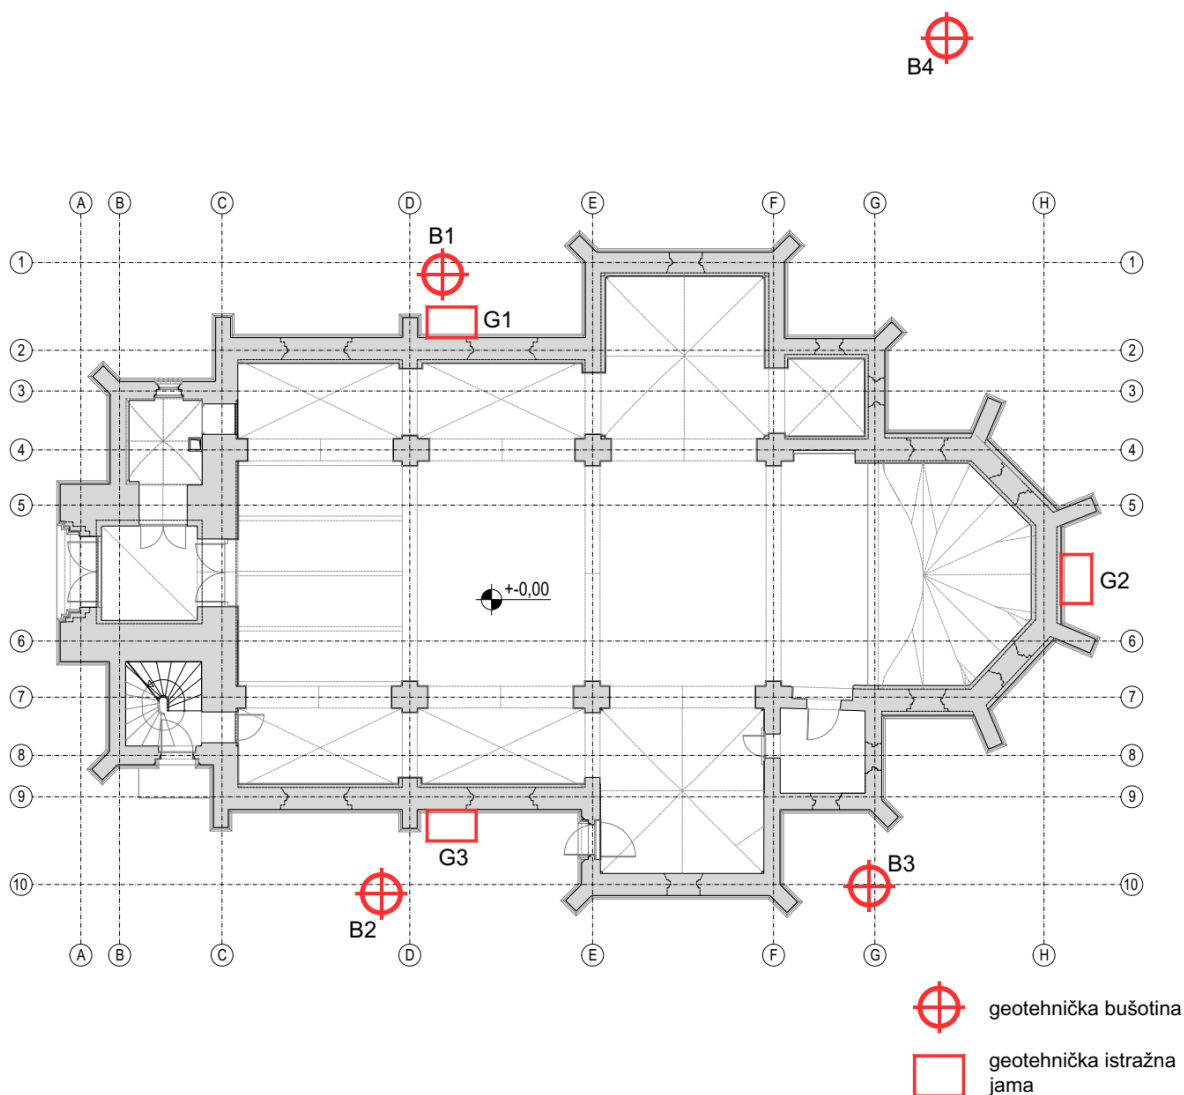 B4
A B C D E F G H
B1
1 1
G1
2 2
3 3
4 4
5 5
G2
+-0,00
6 6
7 7
8 8
9 9
G3
B3
10 10
B2
A B C D E F G H
geotehnička bušotina
geotehnička istražna
jama